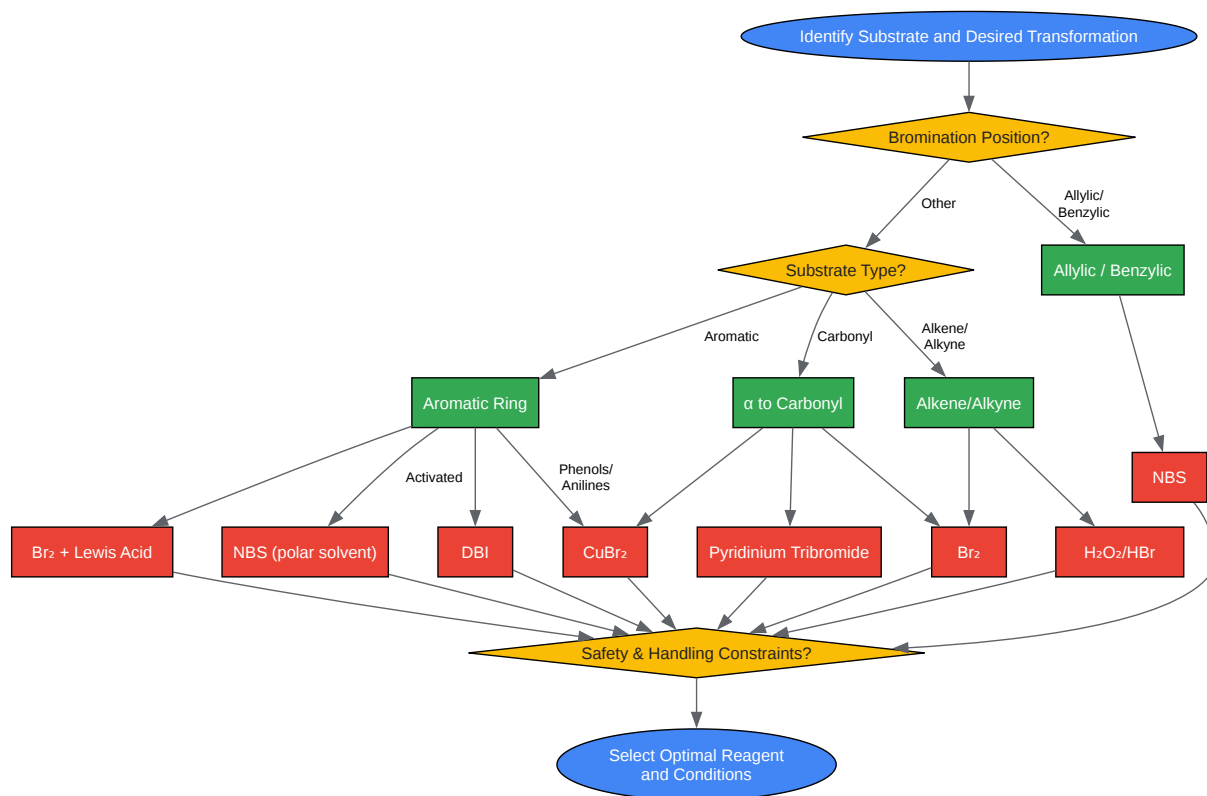 Identify Substrate and Desired Transformation
Bromination Position?
Other
Allylic/
Benzylic
Substrate Type?
Allylic / Benzylic
Aromatic
Carbonyl
Alkene/
Alkyne
Aromatic Ring
α to Carbonyl
Alkene/Alkyne
Activated
Phenols/
Anilines
NBS
Br₂ + Lewis Acid
NBS (polar solvent)
DBI
CuBr₂
Pyridinium Tribromide
Br₂
H₂O₂/HBr
Safety & Handling Constraints?
Select Optimal Reagent
and Conditions